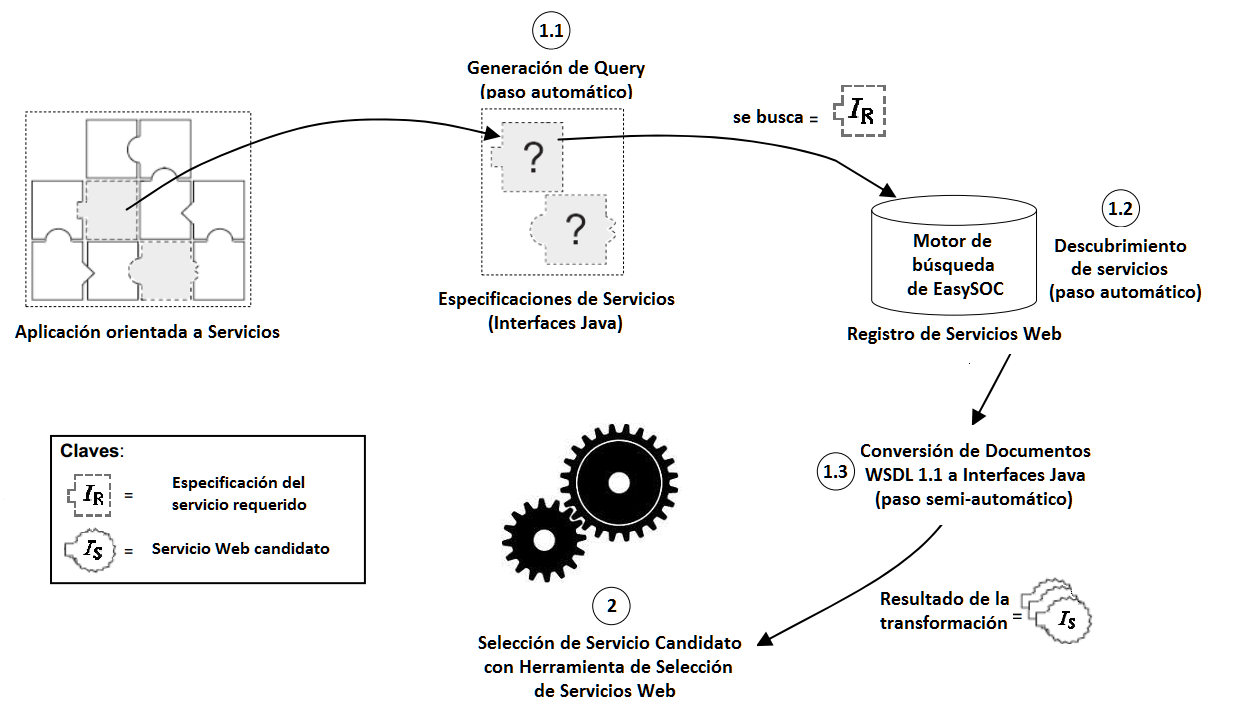 1.1
Generación de Query
(paso automático)
se busca =
I_R
?
?
Especificaciones de Servicios
(Interfaces Java)
Aplicación orientada a Servicios
Motor de
búsqueda
de EasySOC
Registro de Servicios Web
1.2
Descubrimiento
de servicios
(paso automático)
1.3
Conversión de Documentos
WSDL 1.1 a Interfaces Java
(paso semi-automático)
Claves:
I_R = Especificación del
servicio requerido
I_S = Servicio Web candidato
Resultado de la
transformación =
I_S
2
Selección de Servicio Candidato
con Herramienta de Selección
de Servicios Web